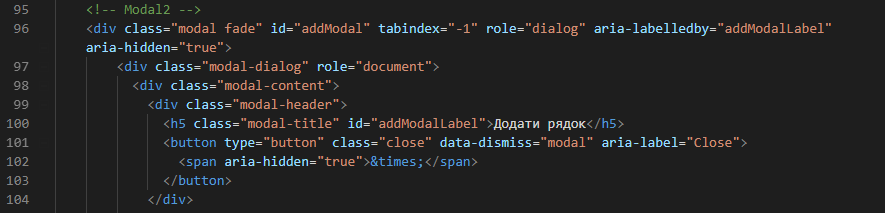 95 <!-- Modal2 -->
96 <div class="modal fade" id="addModal" tabindex="-1" role="dialog" aria-labelledby="addModalLabel"
aria-hidden="true">
97 <div class="modal-dialog" role="document">
98 <div class="modal-content">
99 <div class="modal-header">
100 <h5 class="modal-title" id="addModalLabel">Додати рядок</h5>
101 <button type="button" class="close" data-dismiss="modal" aria-label="Close">
102 <span aria-hidden="true">&times;</span>
103 </button>
104 </div>